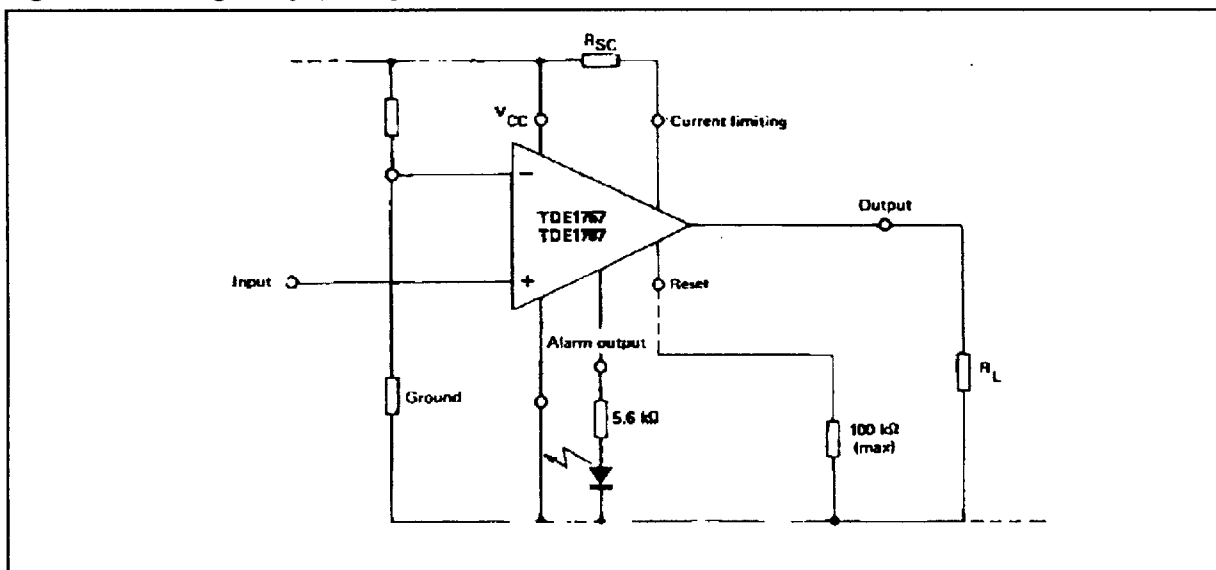 RSC
VCC
Current limiting
−
TDE1767
TDE1787
Output
Input
+
Reset
Alarm output
Ground
5.6 kΩ
RL
100 kΩ
(max)